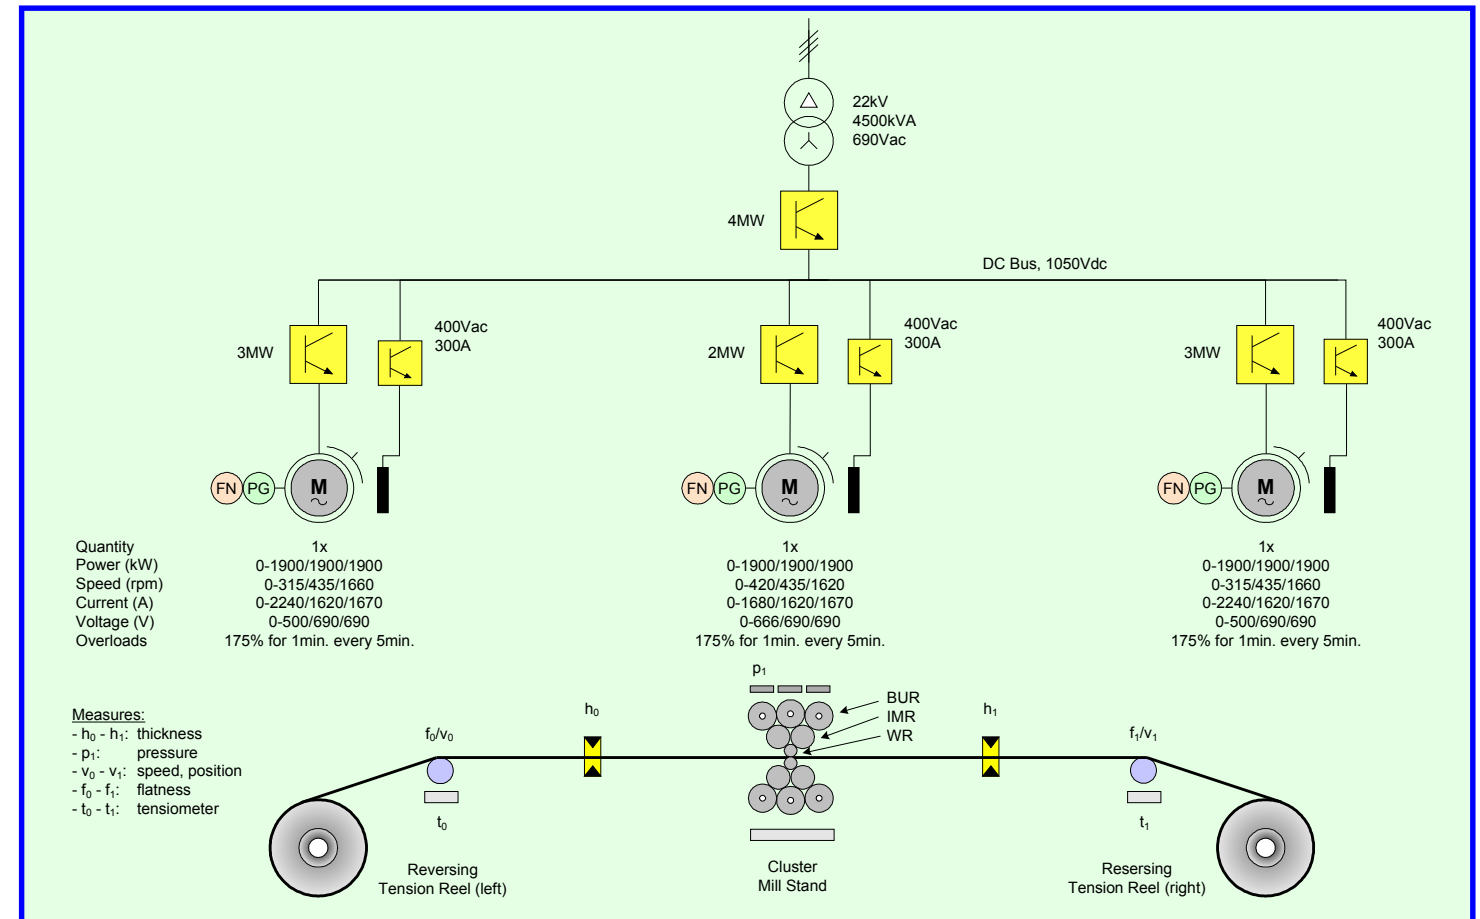 22kV
4500kVA
690Vac
4MW
DC Bus, 1050Vdc
3MW
400Vac
300A
2MW
400Vac
300A
3MW
400Vac
300A
FN PG M
FN PG M
FN PG M
Quantity 1x 1x 1x
Power (kW) 0-1900/1900/1900 0-1900/1900/1900 0-1900/1900/1900
Speed (rpm) 0-315/435/1660 0-420/435/1620 0-315/435/1660
Current (A) 0-2240/1620/1670 0-1680/1620/1670 0-2240/1620/1670
Voltage (V) 0-500/690/690 0-666/690/690 0-500/690/690
Overloads 175% for 1min. every 5min. 175% for 1min. every 5min. 175% for 1min. every 5min.
p₁
BUR
IMR
WR
h₀
h₁
f₀/v₀
f₁/v₁
Measures:
- h₀ - h₁: thickness
- p₁: pressure
- v₀ - v₁: speed, position
- f₀ - f₁: flatness
- t₀ - t₁: tensiometer
t₀
t₁
Reversing
Tension Reel (left)
Cluster
Mill Stand
Resersing
Tension Reel (right)